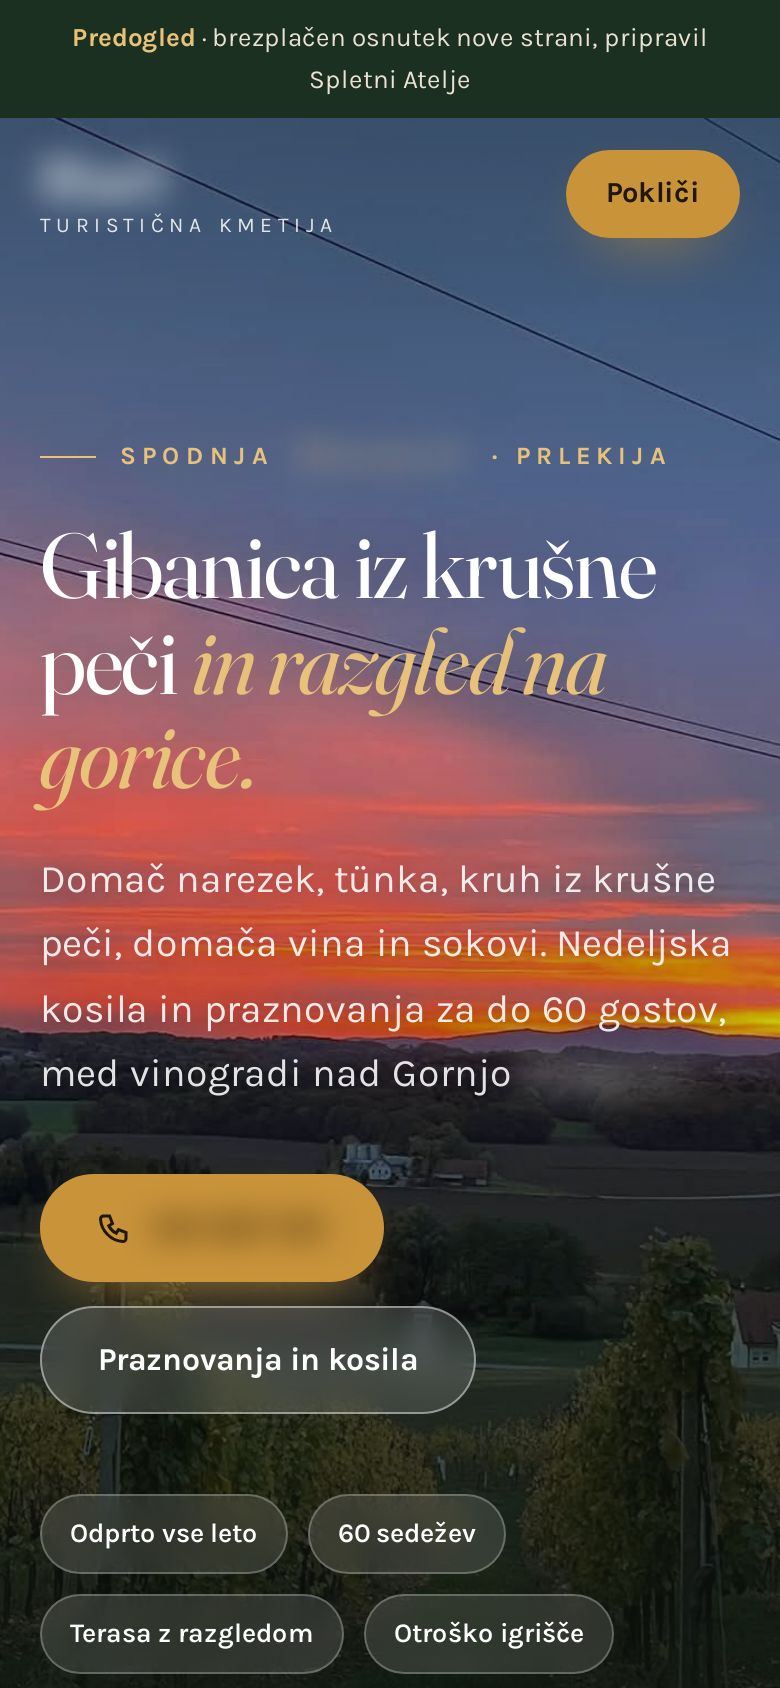 Predogled · brezplačen osnutek nove strani, pripravil
Spletni Atelje
TURISTIČNA KMETIJA
Pokliči
SPODNJA · PRLEKIJA
Gibanica iz krušne
peči in razgled na
gorice.
Domač narezek, tünka, kruh iz krušne
peči, domača vina in sokovi. Nedeljska
kosila in praznovanja za do 60 gostov,
med vinogradi nad Gornjo
Praznovanja in kosila
Odprto vse leto
60 sedežev
Terasa z razgledom
Otroško igrišče